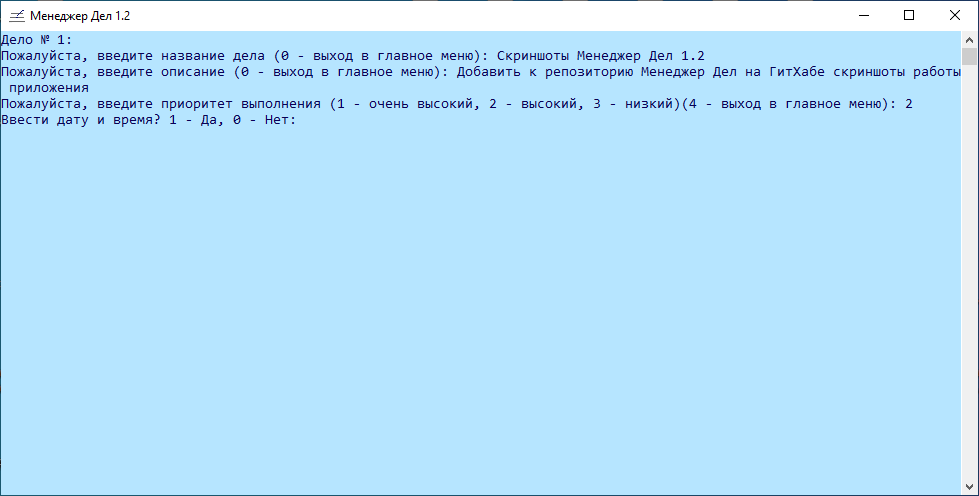 Менеджер Дел 1.2
Дело № 1:
Пожалуйста, введите название дела (0 - выход в главное меню): Скриншоты Менеджер Дел 1.2
Пожалуйста, введите описание (0 - выход в главное меню): Добавить к репозиторию Менеджер Дел на ГитХабе скриншоты работы
приложения
Пожалуйста, введите приоритет выполнения (1 - очень высокий, 2 - высокий, 3 - низкий)(4 - выход в главное меню): 2
Ввести дату и время? 1 - Да, 0 - Нет: